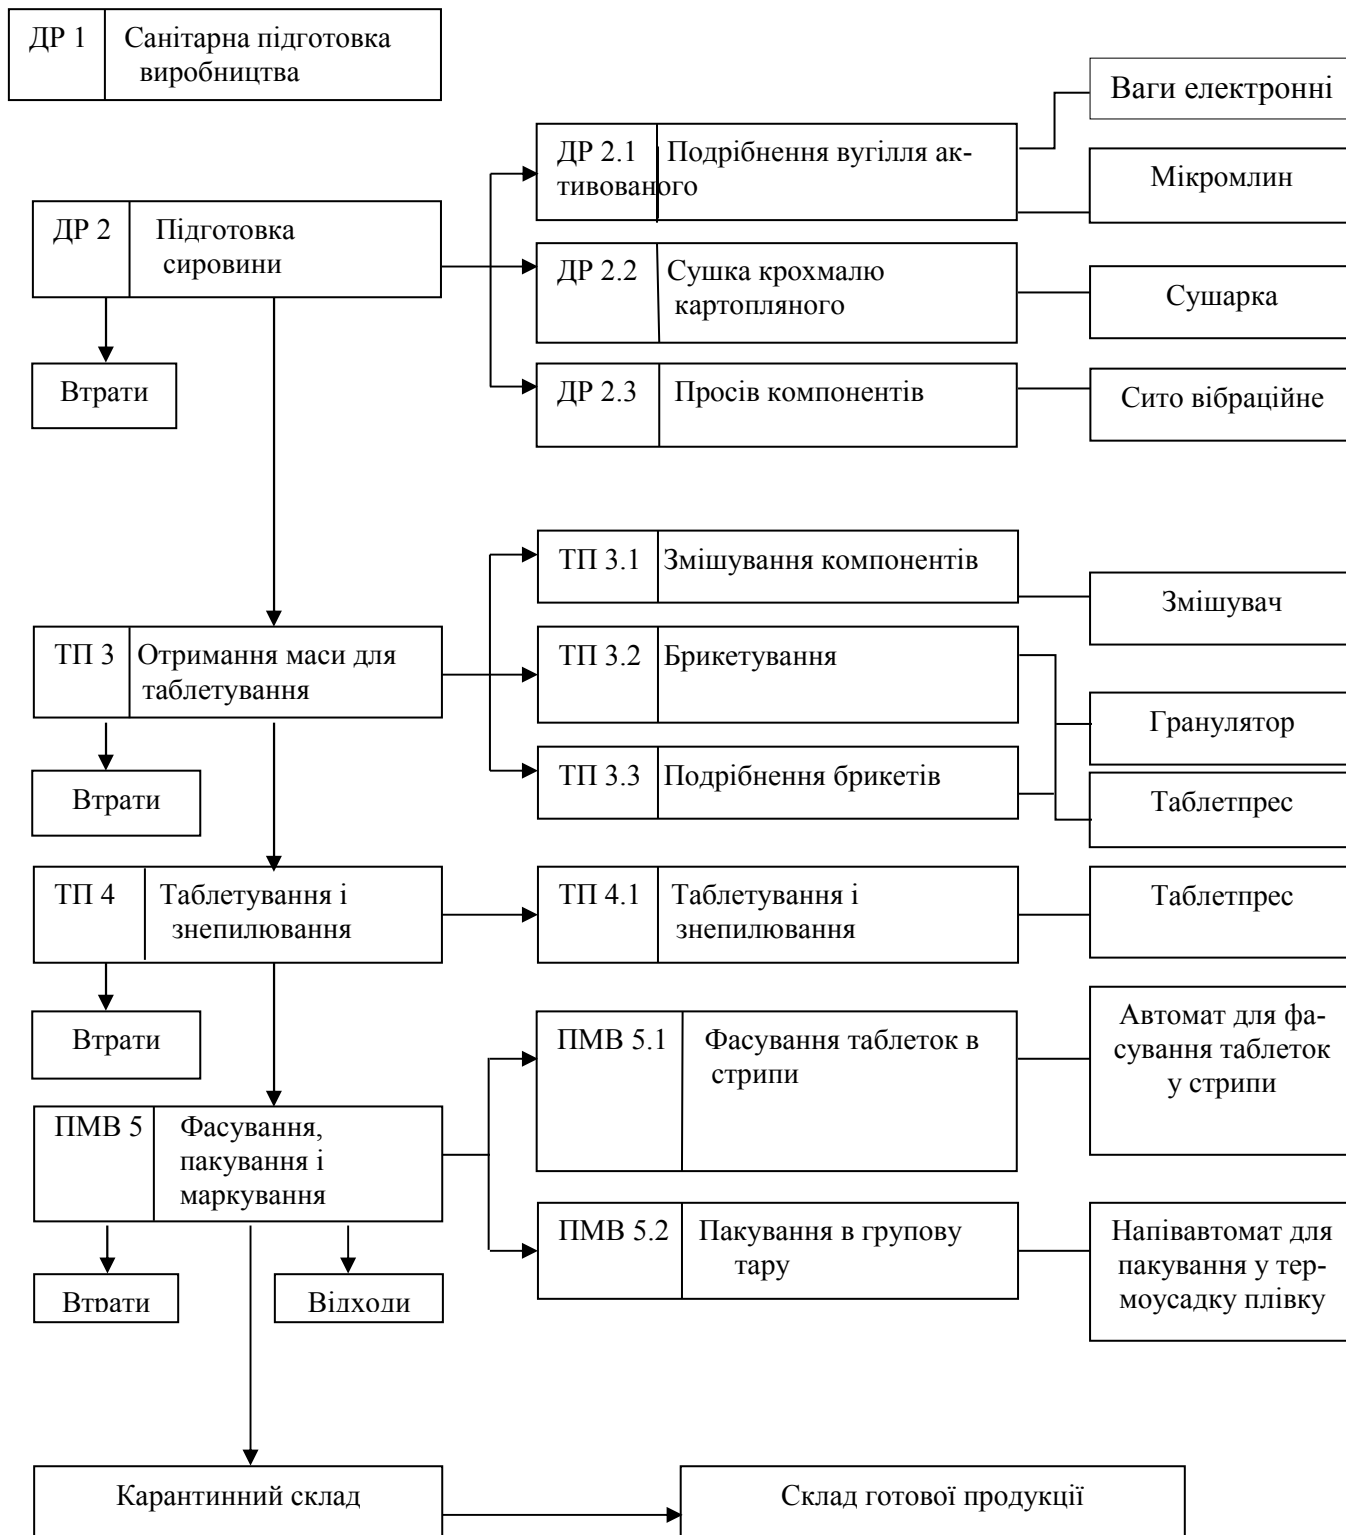 ДР 1 Санітарна підготовка
виробництва
Ваги електронні
ДР 2.1 Подрібнення вугілля ак-
тивованого
Мікромлин
ДР 2 Підготовка
сировини
ДР 2.2 Сушка крохмалю
картопляного
Сушарка
Втрати
ДР 2.3 Просів компонентів
Сито вібраційне
ТП 3.1 Змішування компонентів
Змішувач
ТП 3 Отримання маси для
таблетування
ТП 3.2 Брикетування
Гранулятор
Втрати
ТП 3.3 Подрібнення брикетів
Таблетпрес
ТП 4 Таблетування і
знепилювання
ТП 4.1 Таблетування і
знепилювання
Таблетпрес
Втрати
ПМВ 5.1 Фасування таблеток в
стрипи
Автомат для фа-
сування таблеток
у стрипи
ПМВ 5 Фасування,
пакування і
маркування
ПМВ 5.2 Пакування в групову
тару
Напівавтомат для
пакування у тер-
моусадку плівку
Втрати
Відходи
Карантинний склад
Склад готової продукції